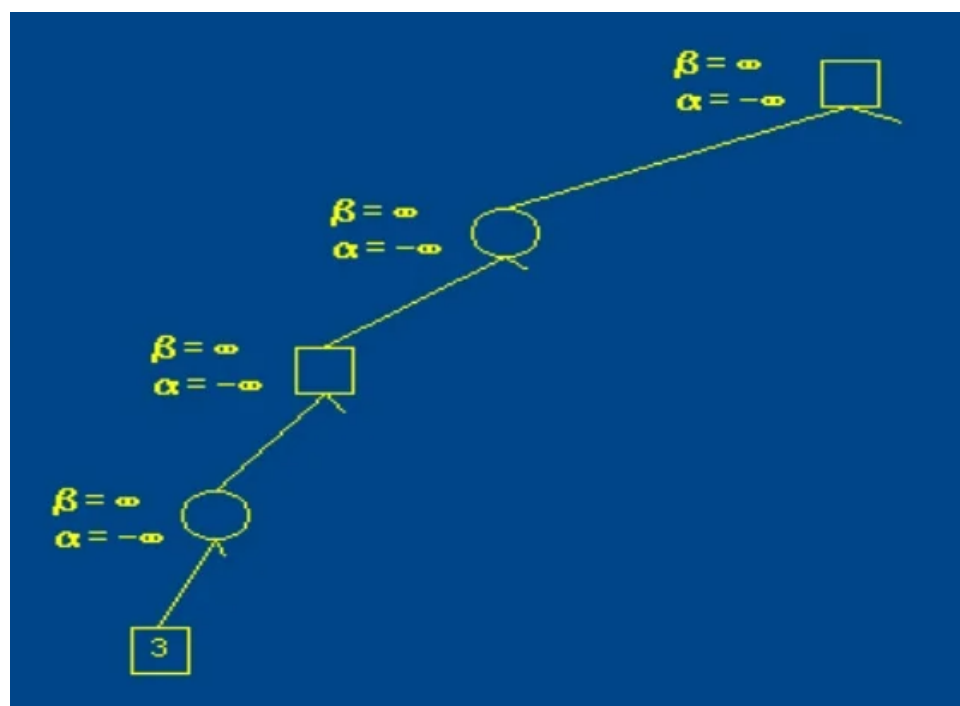 β = ∞
α = −∞
β = ∞
α = −∞
β = ∞
α = −∞
β = ∞
α = −∞
3